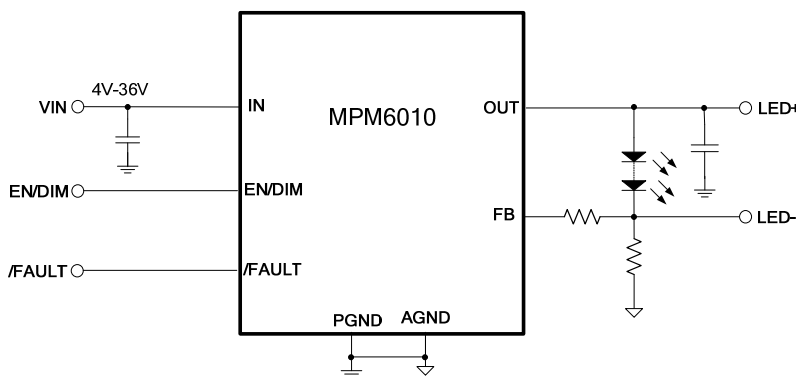 4V-36V
VIN
IN
MPM6010
OUT
LED+
EN/DIM
EN/DIM
FB
LED-
/FAULT
/FAULT
PGND
AGND